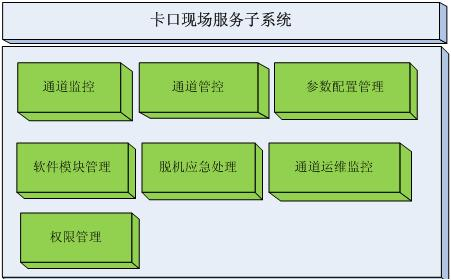 卡口现场服务子系统
通道监控
通道管控
参数配置管理
软件模块管理
脱机应急处理
通道运维监控
权限管理